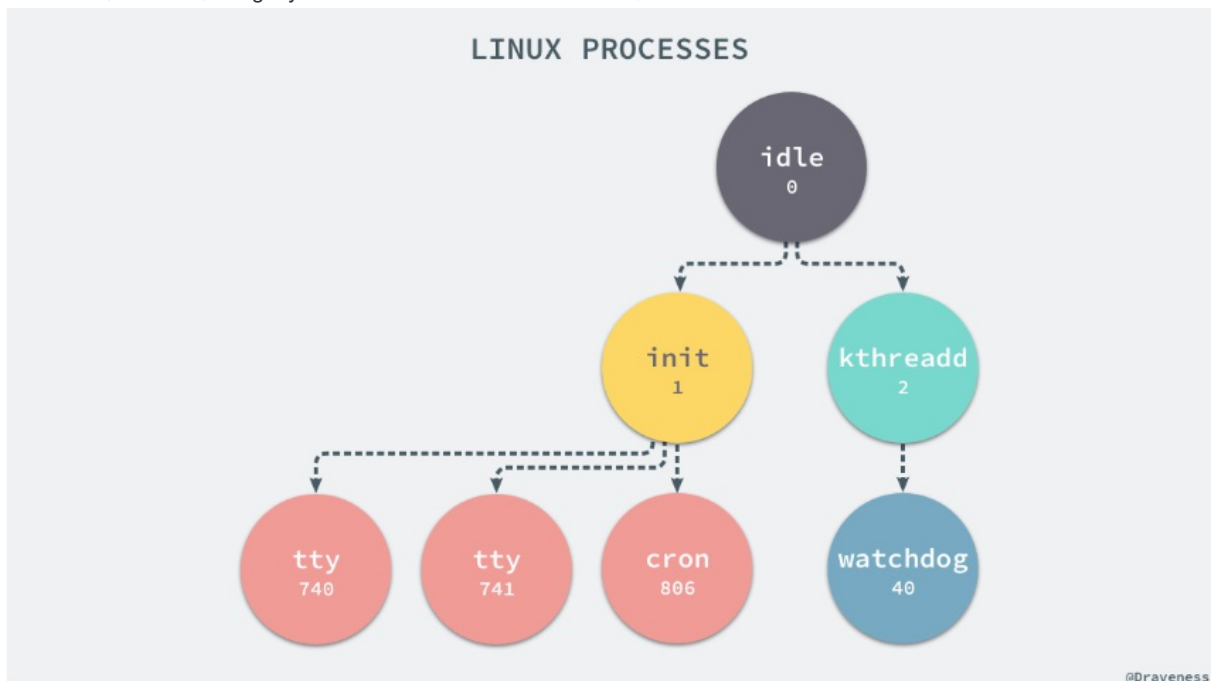 LINUX PROCESSES
idle
0
init
1
kthreadd
2
tty
740
tty
741
cron
806
watchdog
40
@Draveness